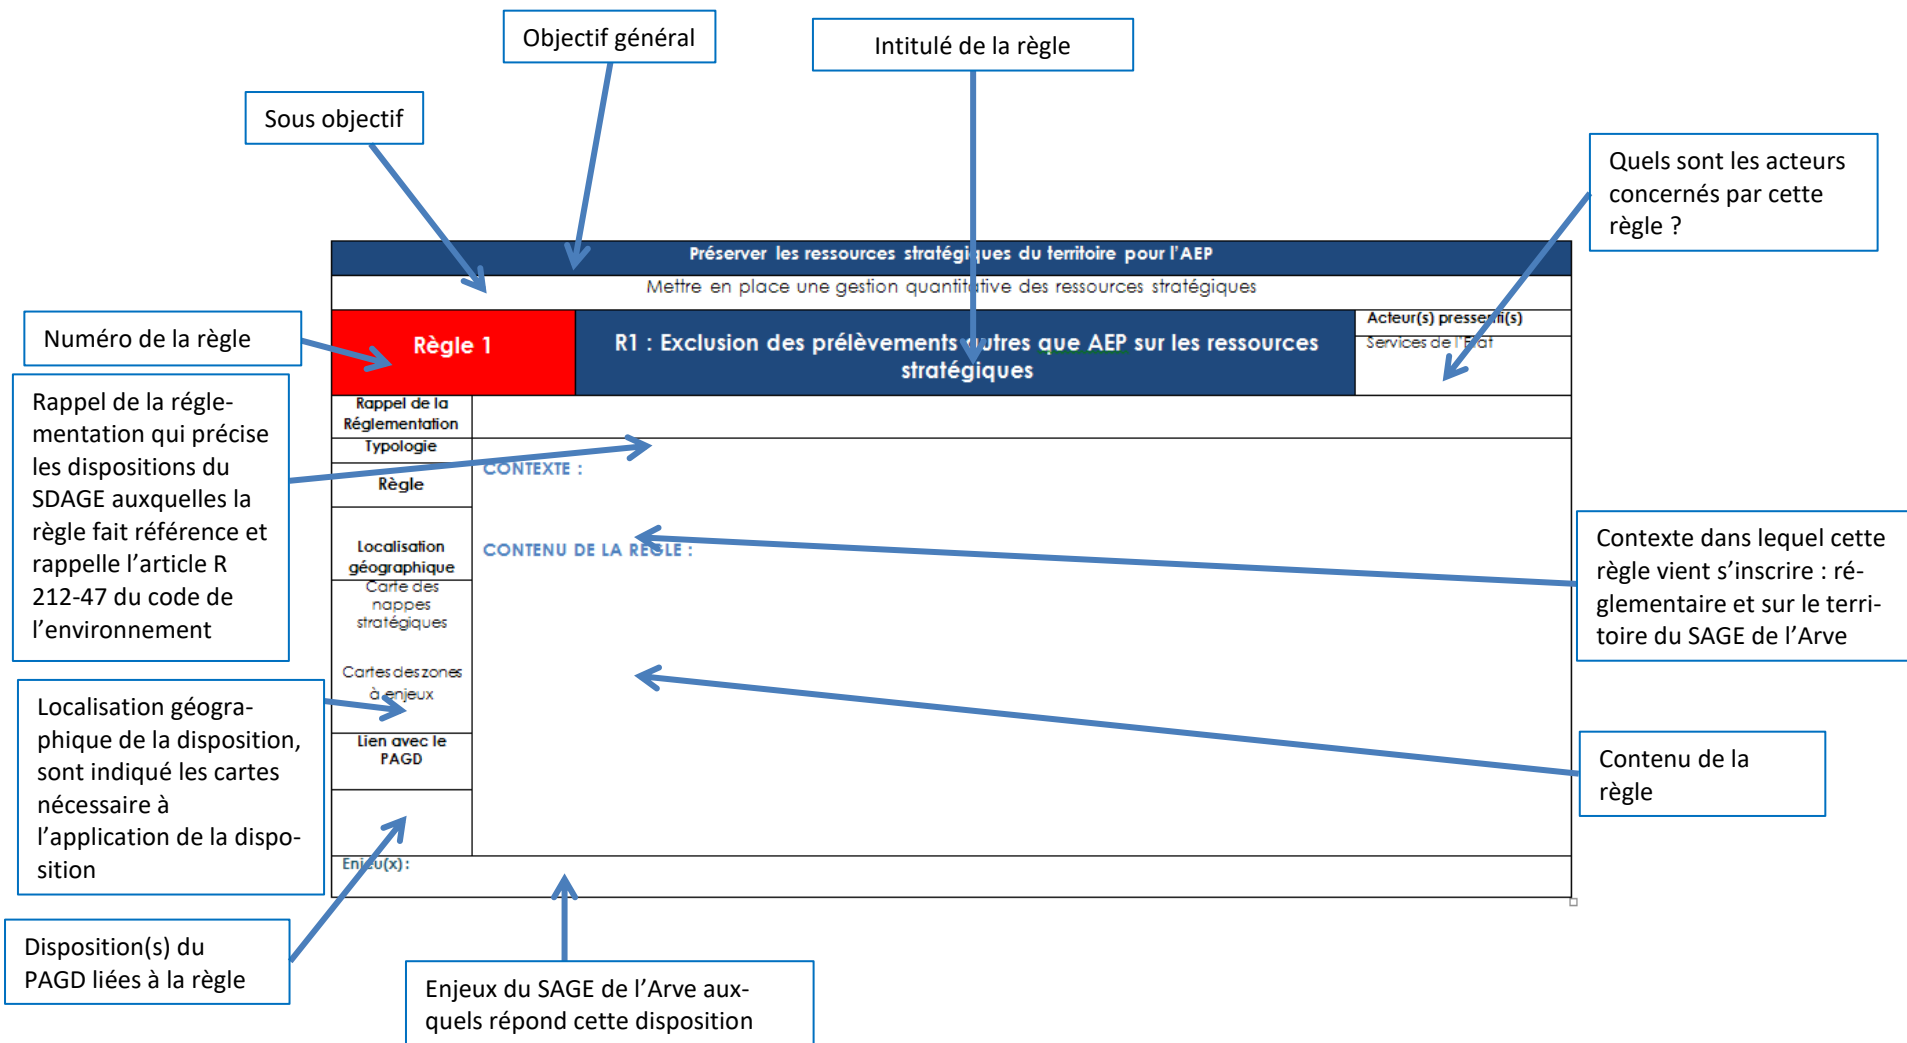 Objectif général
Intitulé de la règle
Sous objectif
Quels sont les acteurs
concernés par cette
règle ?
Préserver les ressources stratégiques du territoire pour l'AEP
Mettre en place une gestion quantitative des ressources stratégiques
Numéro de la règle
Règle 1
R1 : Exclusion des prélèvements autres que AEP sur les ressources
stratégiques
Acteur(s) pressenti(s)
Services de l'Etat
Rappel de la régle-
mentation qui précise
les dispositions du
SDAGE auxquelles la
règle fait référence et
rappelle l'article R
212-47 du code de
l'environnement
Rappel de la
Réglementation
Typologie
Règle
CONTEXTE :
Localisation
géographique
CONTENU DE LA REGLE :
Carte des
nappes
stratégiques
Cartes des zones
à enjeux
Lien avec le
PAGD
Enjeu(x) :
Contexte dans lequel cette
règle vient s'inscrire : ré-
glementaire et sur le terri-
toire du SAGE de l'Arve
Localisation géogra-
phique de la disposition,
sont indiqué les cartes
nécessaire à
l'application de la dispo-
sition
Contenu de la
règle
Disposition(s) du
PAGD liées à la règle
Enjeux du SAGE de l'Arve aux-
quels répond cette disposition